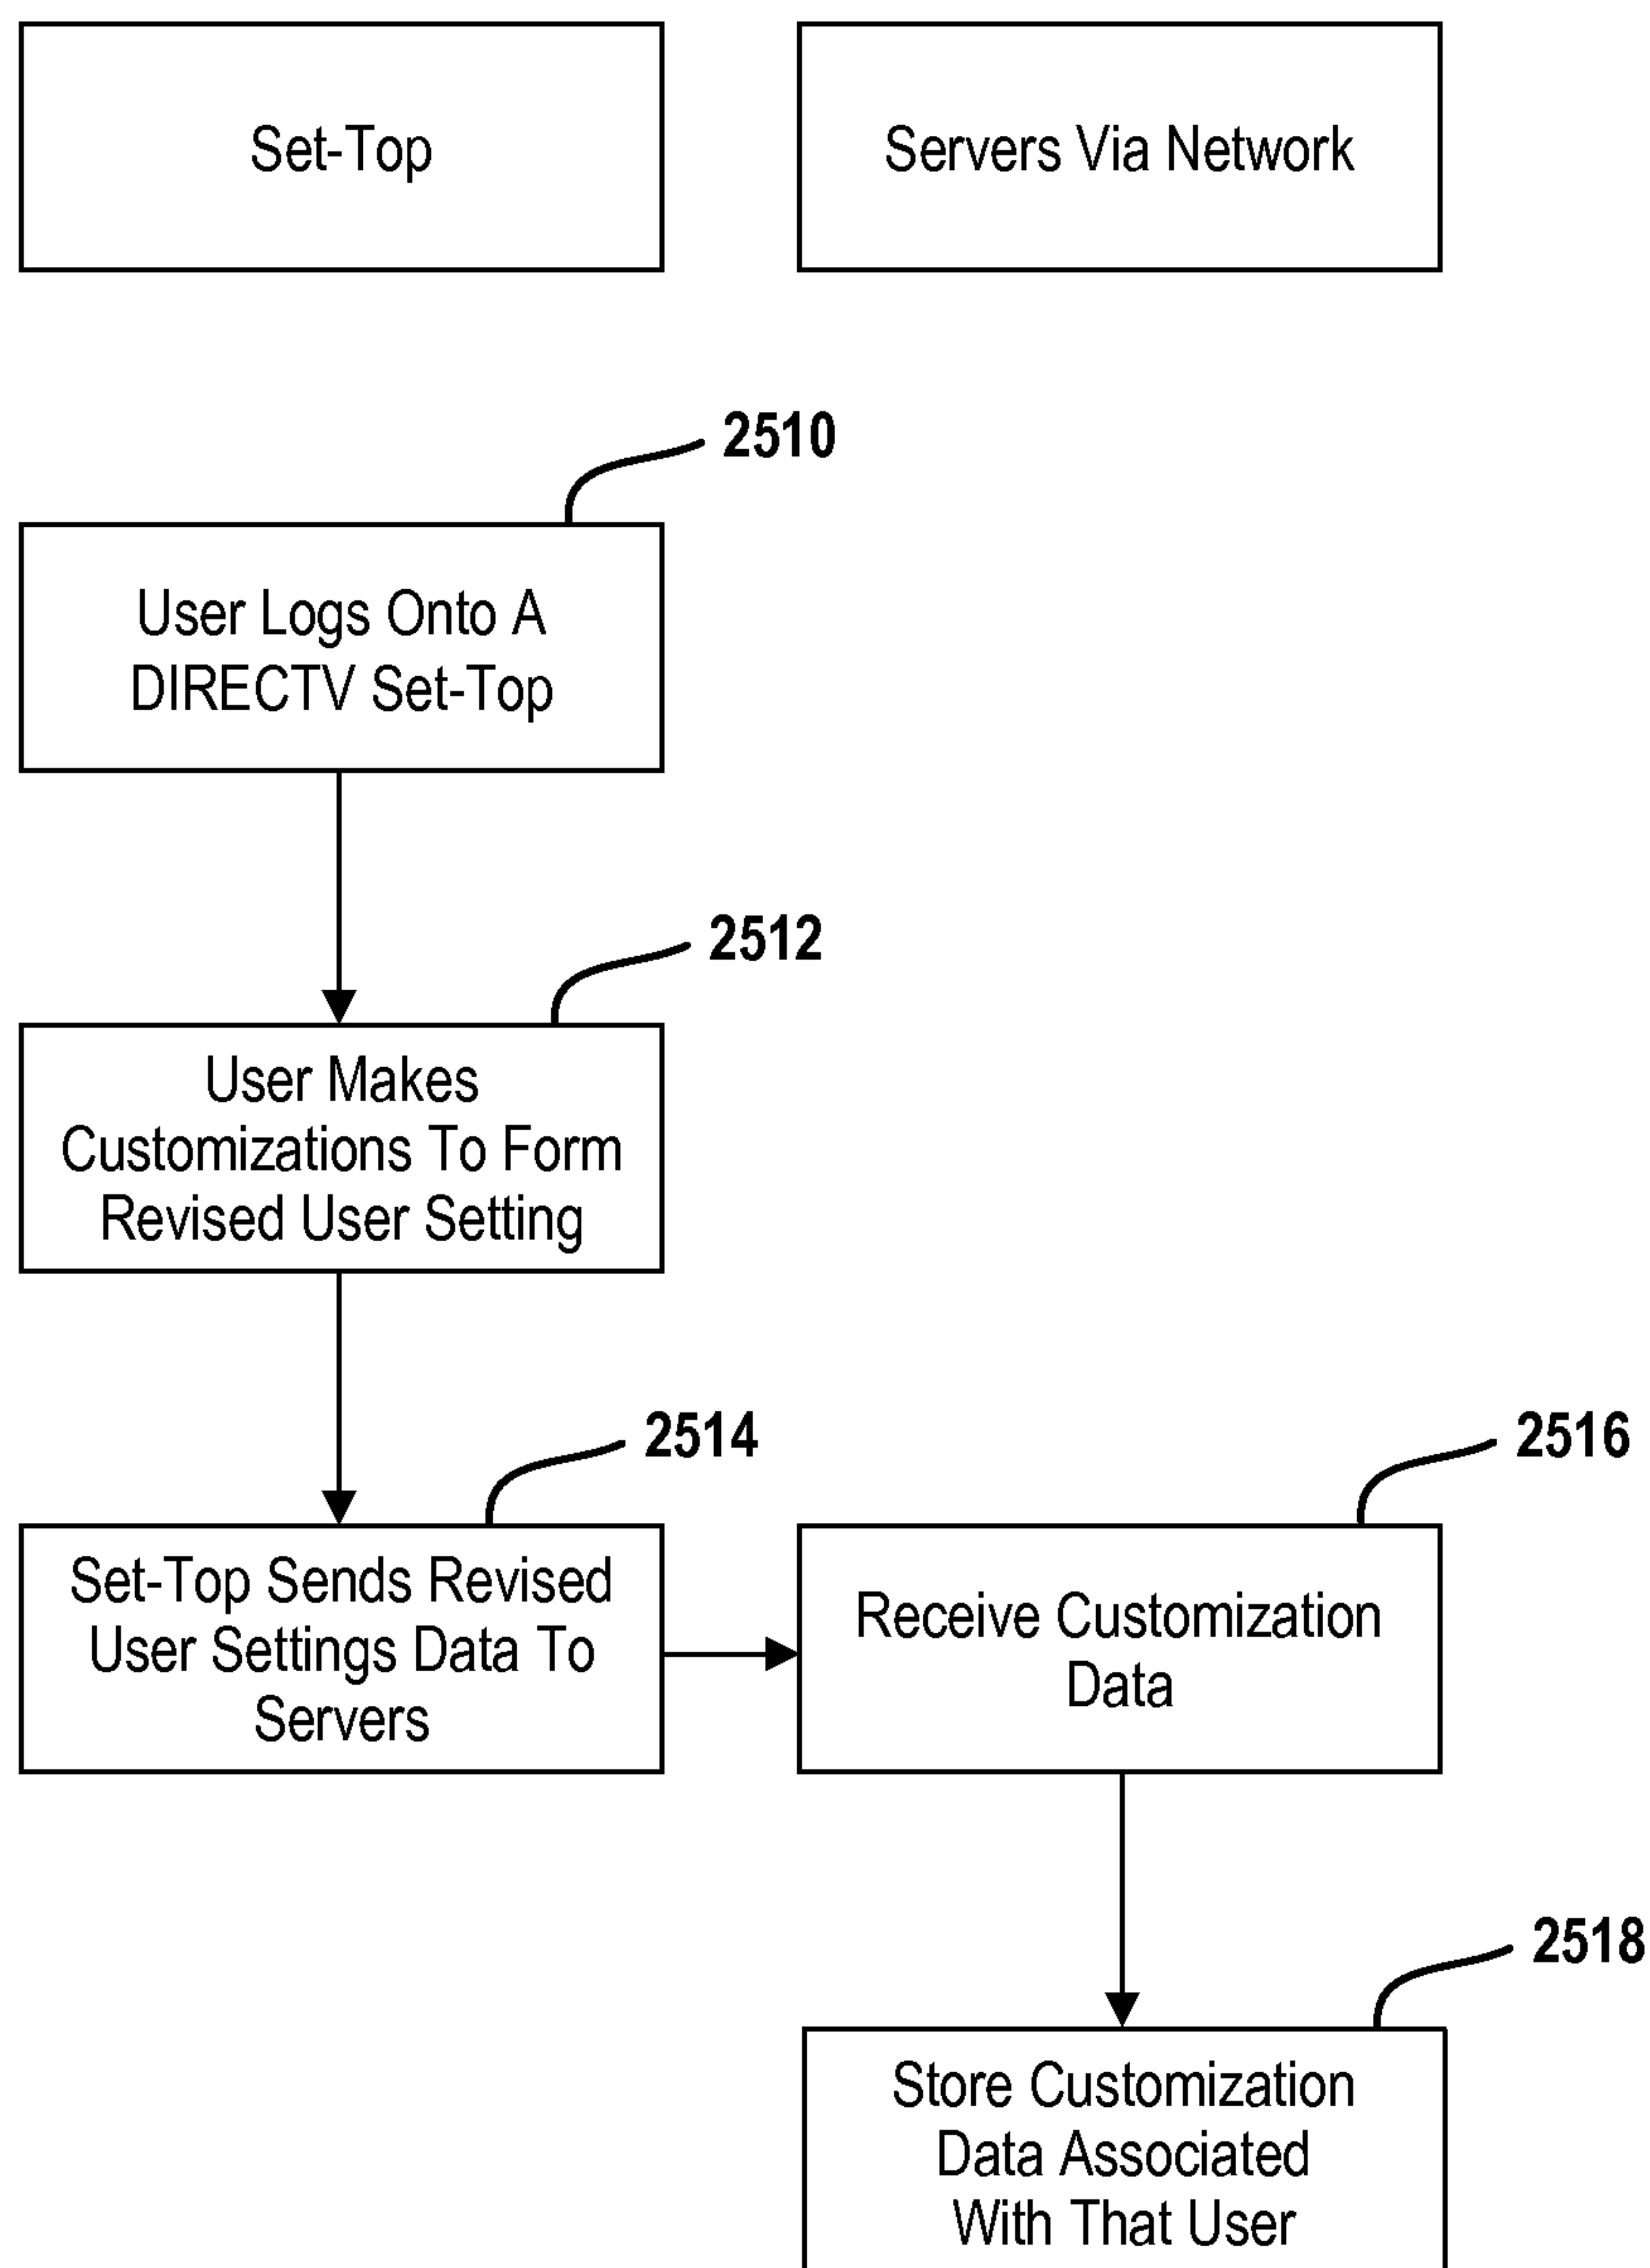 Set-Top
Servers Via Network
2510
User Logs Onto A
DIRECTV Set-Top
2512
User Makes
Customizations To Form
Revised User Setting
2514
Set-Top Sends Revised
User Settings Data To
Servers
2516
Receive Customization
Data
2518
Store Customization
Data Associated
With That User